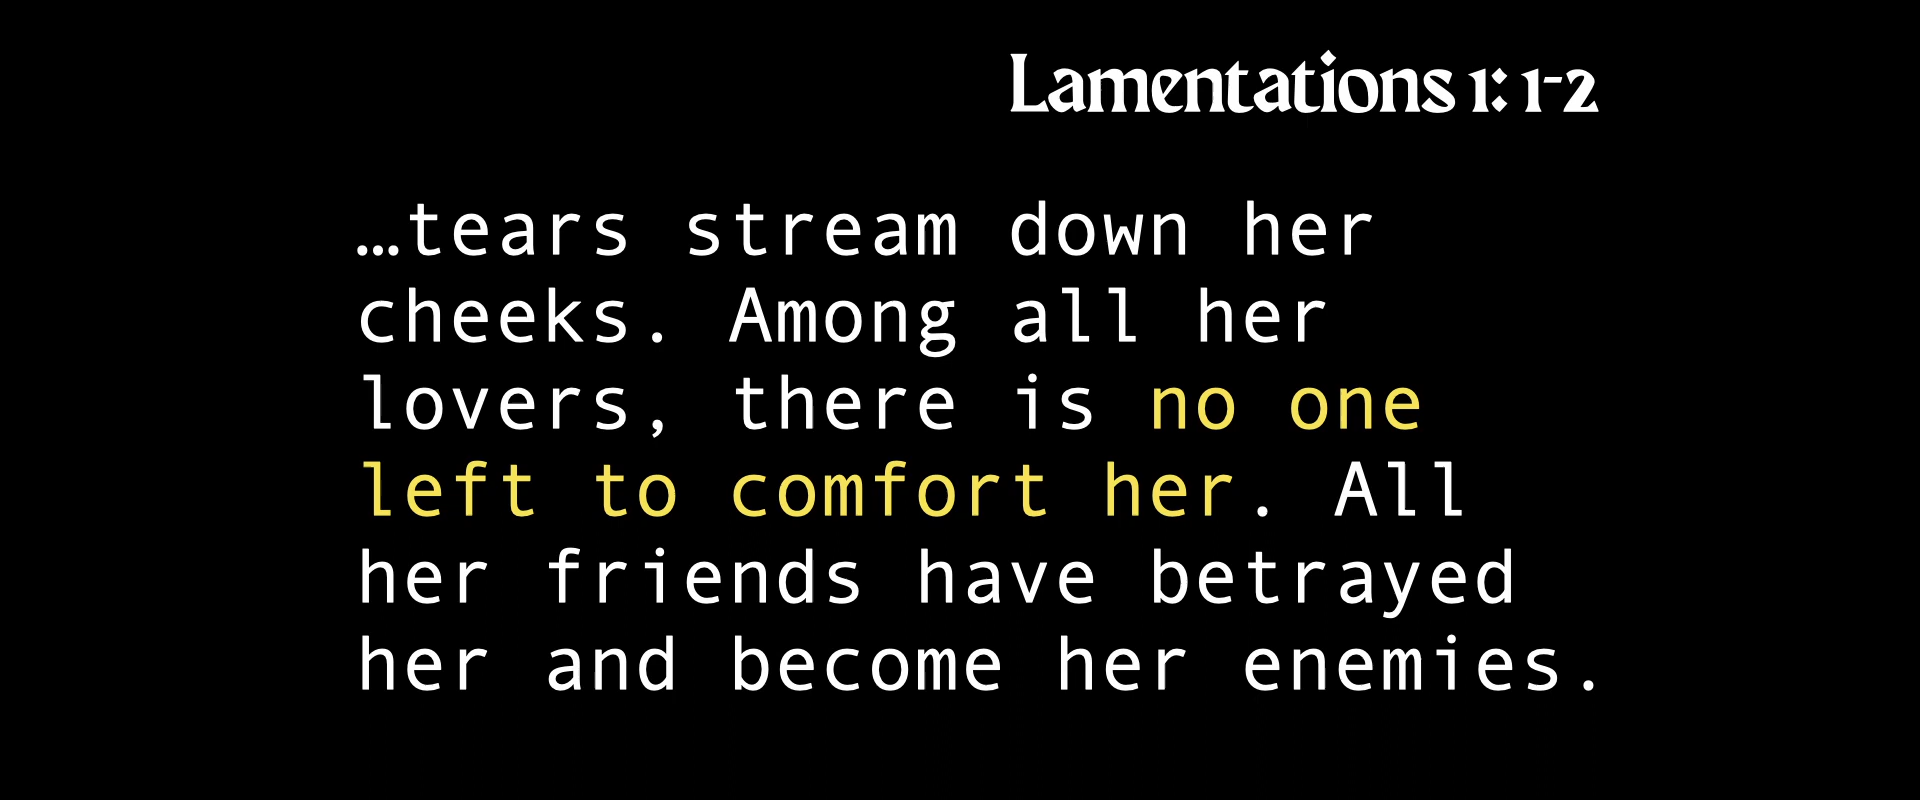 Lamentations 1: 1-2
…tears stream down her
cheeks. Among all her
lovers, there is no one
left to comfort her. All
her friends have betrayed
her and become her enemies.